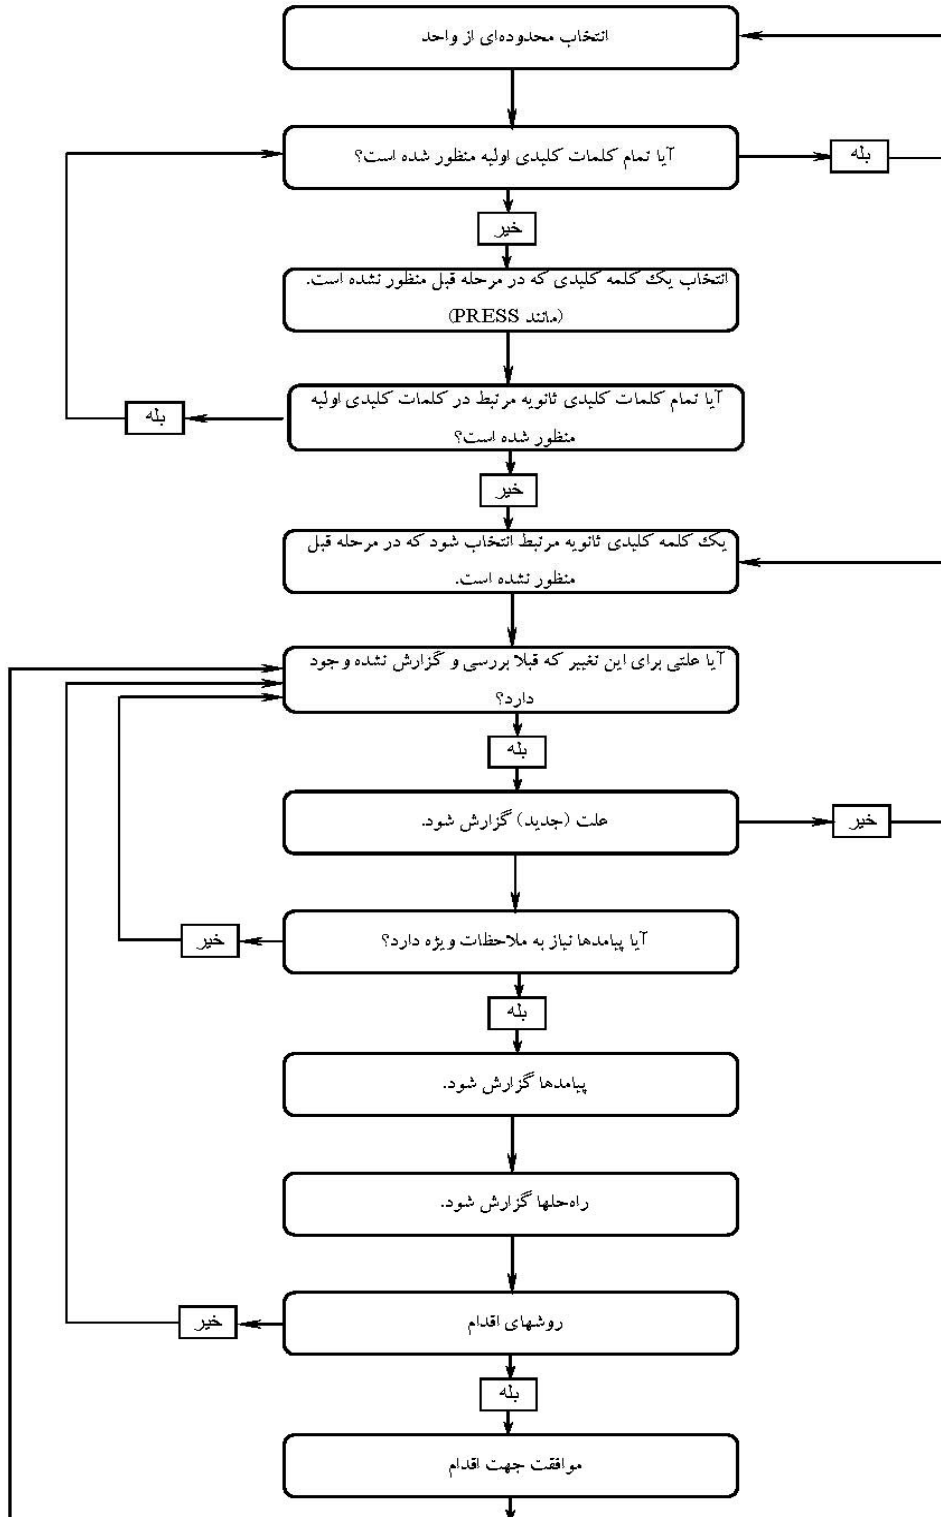 انتخاب محدوده‌ای از واحد
آیا تمام کلمات کلیدی اولیه منظور شده است؟
بله
خیر
انتخاب یک کلمه کلیدی که در مرحله قبل منظور نشده است.
(مانند PRESS)
آیا تمام کلمات کلیدی ثانویه مرتبط در کلمات کلیدی اولیه
منظور شده است؟
بله
خیر
یک کلمه کلیدی ثانویه مرتبط انتخاب شود که در مرحله قبل
منظور نشده است.
آیا علتی برای این تغییر که قبلا بررسی و گزارش نشده وجود
دارد؟
بله
علت (جدید) گزارش شود.
خیر
آیا پیامدها نیاز به ملاحظات ویژه دارد؟
خیر
بله
پیامدها گزارش شود.
راه‌حلها گزارش شود.
روشهای اقدام
خیر
بله
موافقت جهت اقدام